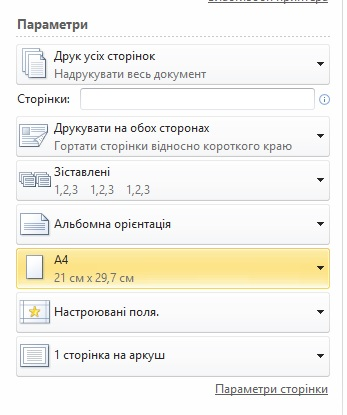 Параметри
Друк усіх сторінок
Надрукувати весь документ
Сторінки:
Друкувати на обох сторонах
Гортати сторінки відносно короткого краю
Зіставлені
1,2,3 1,2,3 1,2,3
Альбомна орієнтація
A4
21 см x 29,7 см
Настроювані поля.
1 сторінка на аркуш
Параметри сторінки